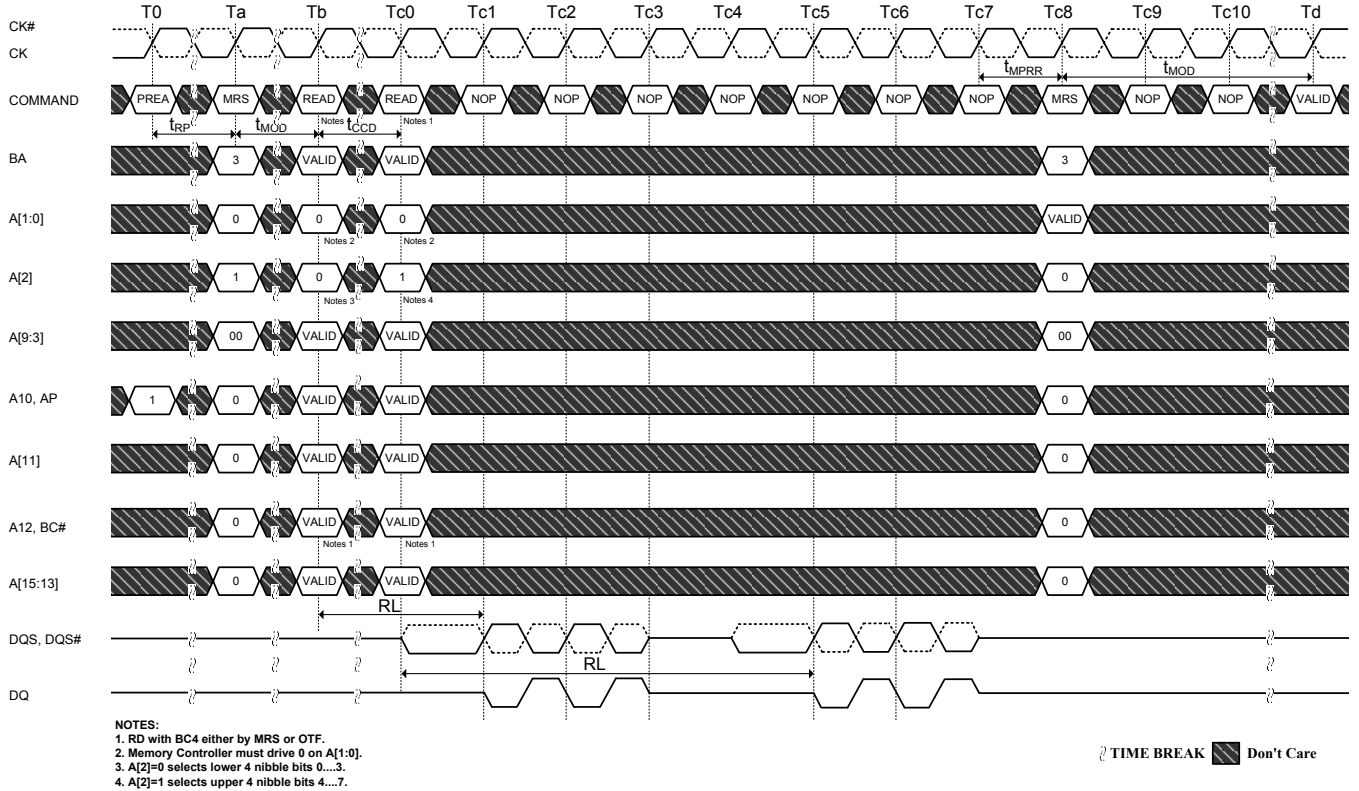 T0 Ta Tb Tc0 Tc1 Tc2 Tc3 Tc4 Tc5 Tc6 Tc7 Tc8 Tc9 Tc10 Td
CK#
CK
tMPRR tMOD
COMMAND PREA MRS READ READ NOP NOP NOP NOP NOP NOP NOP MRS NOP NOP VALID
Notes 1 Notes 1
tRP tMOD tCCD
BA 3 VALID VALID 3
A[1:0] 0 0 0 VALID
Notes 2 Notes 2
A[2] 1 0 1 0
Notes 3 Notes 4
A[9:3] 00 VALID VALID 00
A10, AP 1 0 VALID VALID 0
A[11] 0 VALID VALID 0
A12, BC# 0 VALID VALID 0
Notes 1 Notes 1
A[15:13] 0 VALID VALID 0
RL
DQS, DQS#
RL
DQ
NOTES:
1. RD with BC4 either by MRS or OTF.
2. Memory Controller must drive 0 on A[1:0].
3. A[2]=0 selects lower 4 nibble bits 0....3.
4. A[2]=1 selects upper 4 nibble bits 4....7.
TIME BREAK Don't Care